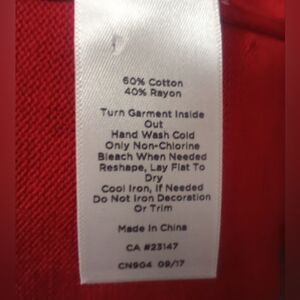 60% Cotton
40% Rayon
Turn Garment Inside
Out
Hand Wash Cold
Only Non-Chlorine
Bleach When Needed
Reshape, Lay Flat To
Dry
Cool Iron, If Needed
Do Not Iron Decoration
Or Trim
Made In China
CA #23147
CN904 09/17